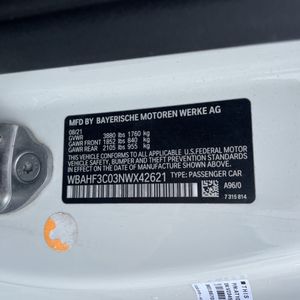 MFD BY BAYERISCHE MOTOREN WERKE AG
08/21
GVWR 3880 lbs 1760 kg
GAWR FRONT 1852 lbs 840 kg
GAWR REAR 2105 lbs 955 kg
THIS VEHICLE CONFORMS TO ALL APPLICABLE
U.S. FEDERAL MOTOR VEHICLE
SAFETY, BUMPER AND THEFT PREVENTION
STANDARDS IN EFFECT ON THE DATE OF
MANUFACTURE SHOWN ABOVE.
WBAHF3C03NWX42621 TYPE: PASSENGER CAR
A96/0
7 315 814
THIS